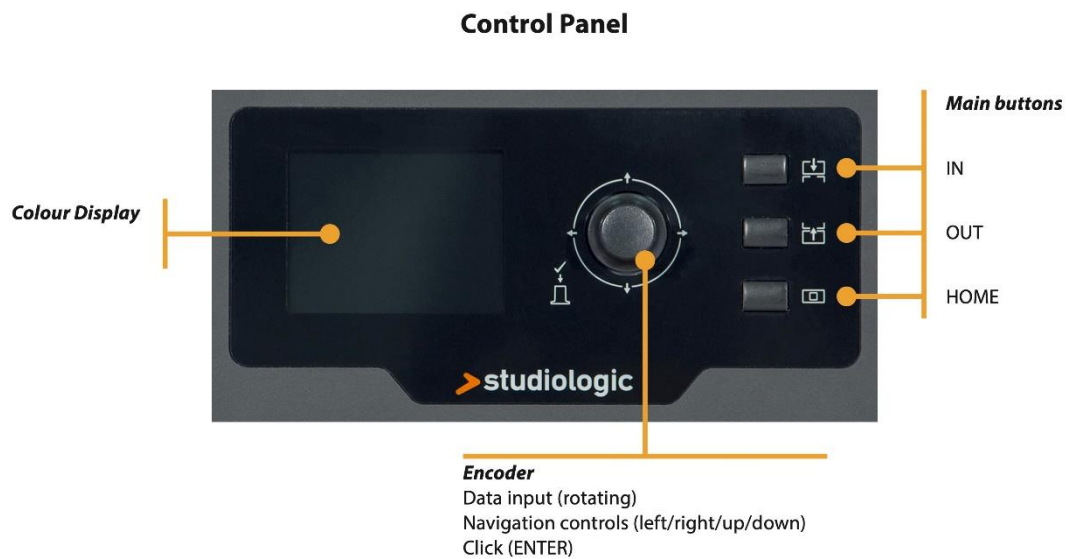 Control Panel
Main buttons
IN
Colour Display
OUT
HOME
studiologic
Encoder
Data input (rotating)
Navigation controls (left/right/up/down)
Click (ENTER)